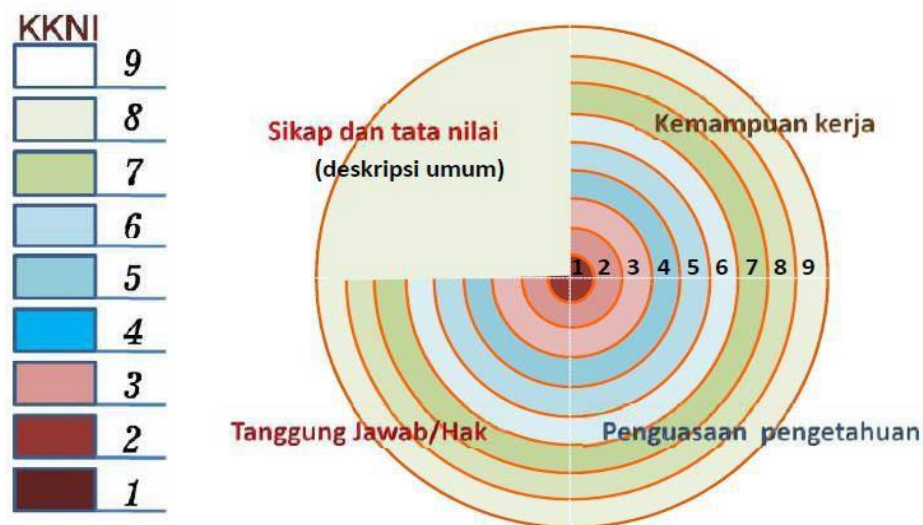 KKNI
9
8
7
6
5
4
3
2
1
Sikap dan tata nilai
(deskripsi umum)
Kemampuan kerja
1 2 3 4 5 6 7 8 9
Tanggung Jawab/Hak
Penguasaan pengetahuan